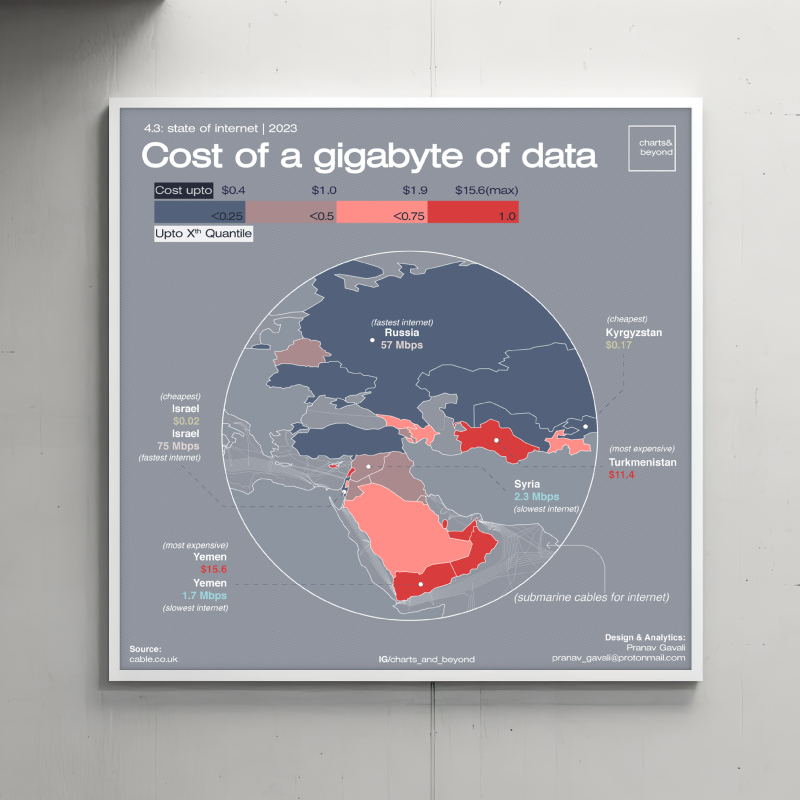 4.3: state of internet | 2023
Cost of a gigabyte of data
charts&
beyond
Cost upto $0.4 $1.0 $1.9 $15.6(max)
<0.25 <0.5 <0.75 1.0
Upto Xth Quantile
(fastest internet)
Russia
57 Mbps
(cheapest)
Kyrgyzstan
$0.17
(cheapest)
Israel
$0.02
Israel
75 Mbps
(fastest internet)
(most expensive)
Turkmenistan
$11.4
Syria
2.3 Mbps
(slowest internet)
(most expensive)
Yemen
$15.6
Yemen
1.7 Mbps
(slowest internet)
(submarine cables for internet)
Source:
cable.co.uk
IG/charts_and_beyond
Design & Analytics:
Pranav Gavali
pranav_gavali@protonmail.com